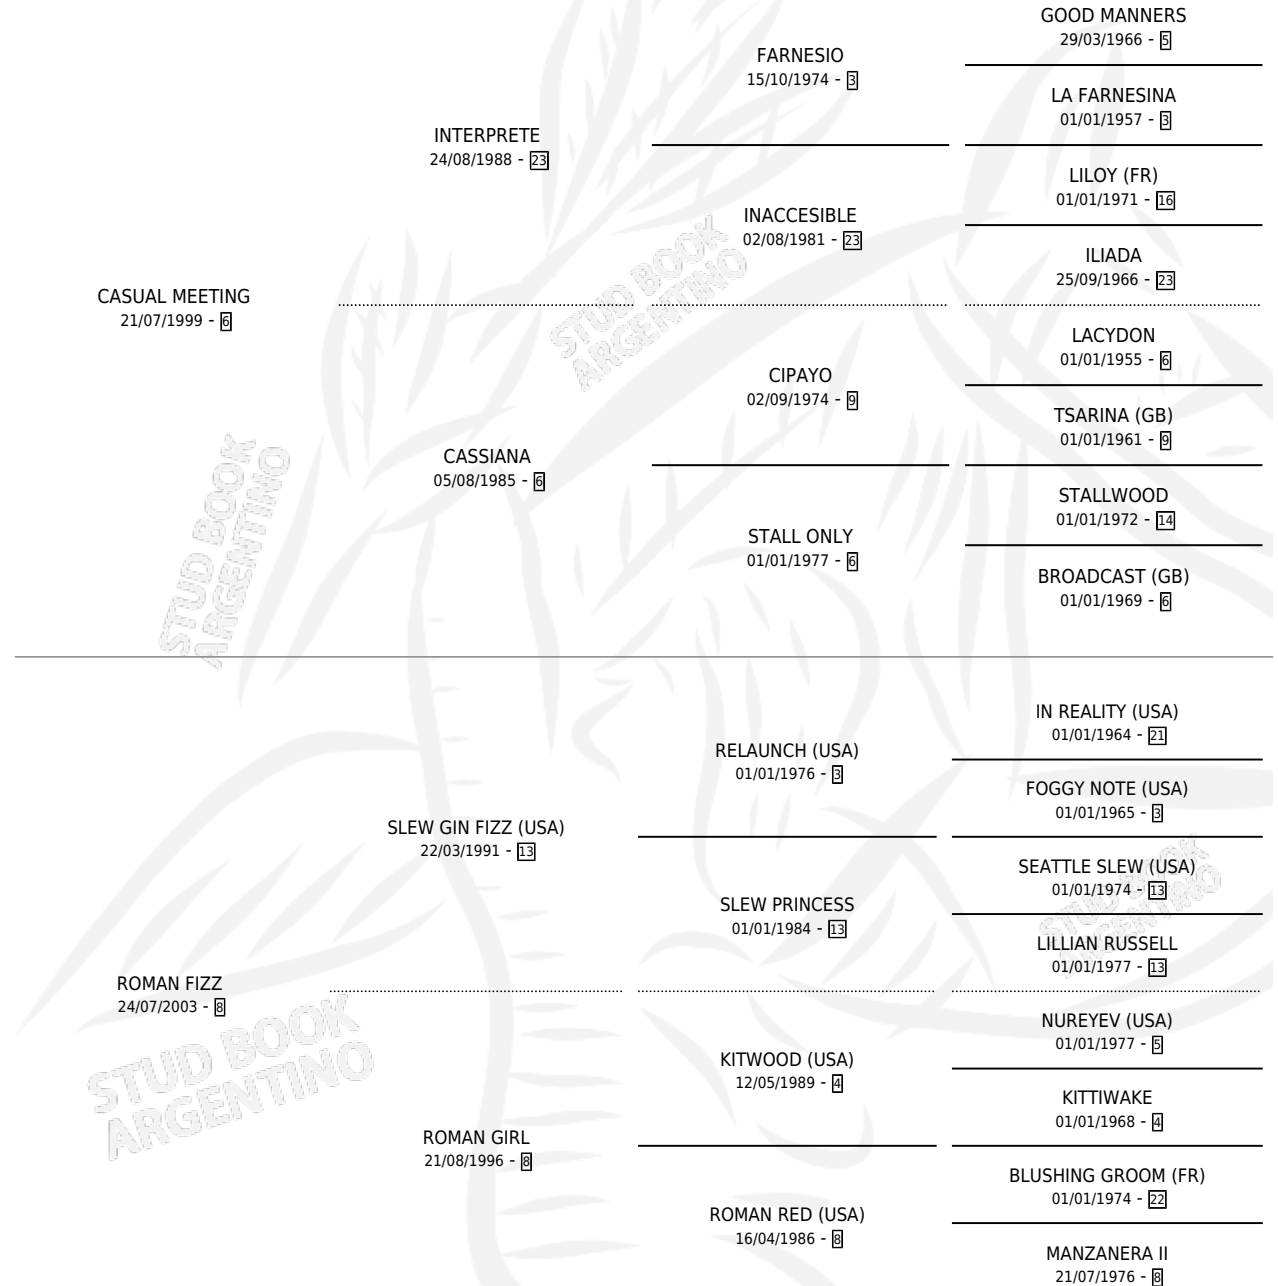 GOOD MANNERS
29/03/1966 - 5
FARNESIO
15/10/1974 - 3
LA FARNESINA
01/01/1957 - 3
INTERPRETE
24/08/1988 - 23
LILOY (FR)
01/01/1971 - 16
INACCESIBLE
02/08/1981 - 23
ILIADA
25/09/1966 - 23
CASUAL MEETING
21/07/1999 - 6
LACYDON
01/01/1955 - 6
CIPAYO
02/09/1974 - 9
TSARINA (GB)
01/01/1961 - 9
CASSIANA
05/08/1985 - 6
STALLWOOD
01/01/1972 - 14
STALL ONLY
01/01/1977 - 6
BROADCAST (GB)
01/01/1969 - 6
STUD BOOK
ARGENTINO
STUD BOOK
ARGENTINO
IN REALITY (USA)
01/01/1964 - 21
RELAUNCH (USA)
01/01/1976 - 3
FOGGY NOTE (USA)
01/01/1965 - 3
SLEW GIN FIZZ (USA)
22/03/1991 - 13
SEATTLE SLEW (USA)
01/01/1974 - 13
SLEW PRINCESS
01/01/1984 - 13
LILLIAN RUSSELL
01/01/1977 - 13
STUD BOOK
ARGENTINO
ROMAN FIZZ
24/07/2003 - 8
NUREYEV (USA)
01/01/1977 - 5
KITWOOD (USA)
12/05/1989 - 4
KITTIWAKE
01/01/1968 - 4
ROMAN GIRL
21/08/1996 - 8
BLUSHING GROOM (FR)
01/01/1974 - 22
ROMAN RED (USA)
16/04/1986 - 8
MANZANERA II
21/07/1976 - 8
STUD BOOK
ARGENTINO